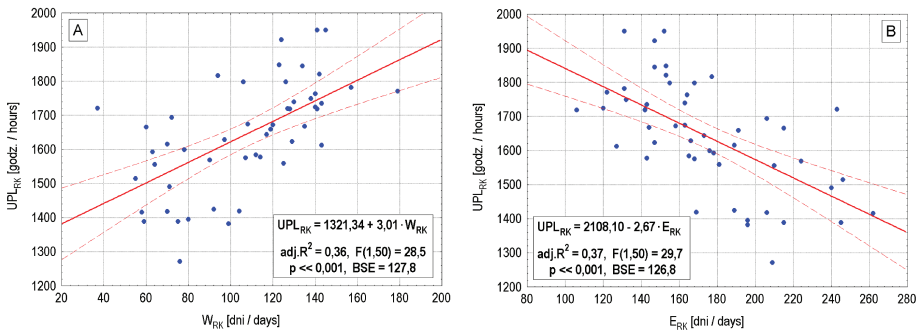 A
UPL_RK [godz. / hours]
2000
1900
1800
1700
1600
1500
1400
1300
1200
UPL_RK = 1321,34 + 3,01 · W_RK
adj.R² = 0,36, F(1,50) = 28,5
p << 0,001, BSE = 127,8
20 40 60 80 100 120 140 160 180 200
W_RK [dni / days]
B
UPL_RK [godz. / hours]
2000
1900
1800
1700
1600
1500
1400
1300
1200
UPL_RK = 2108,10 - 2,67 · E_RK
adj.R² = 0,37, F(1,50) = 29,7
p << 0,001, BSE = 126,8
80 100 120 140 160 180 200 220 240 260 280
E_RK [dni / days]